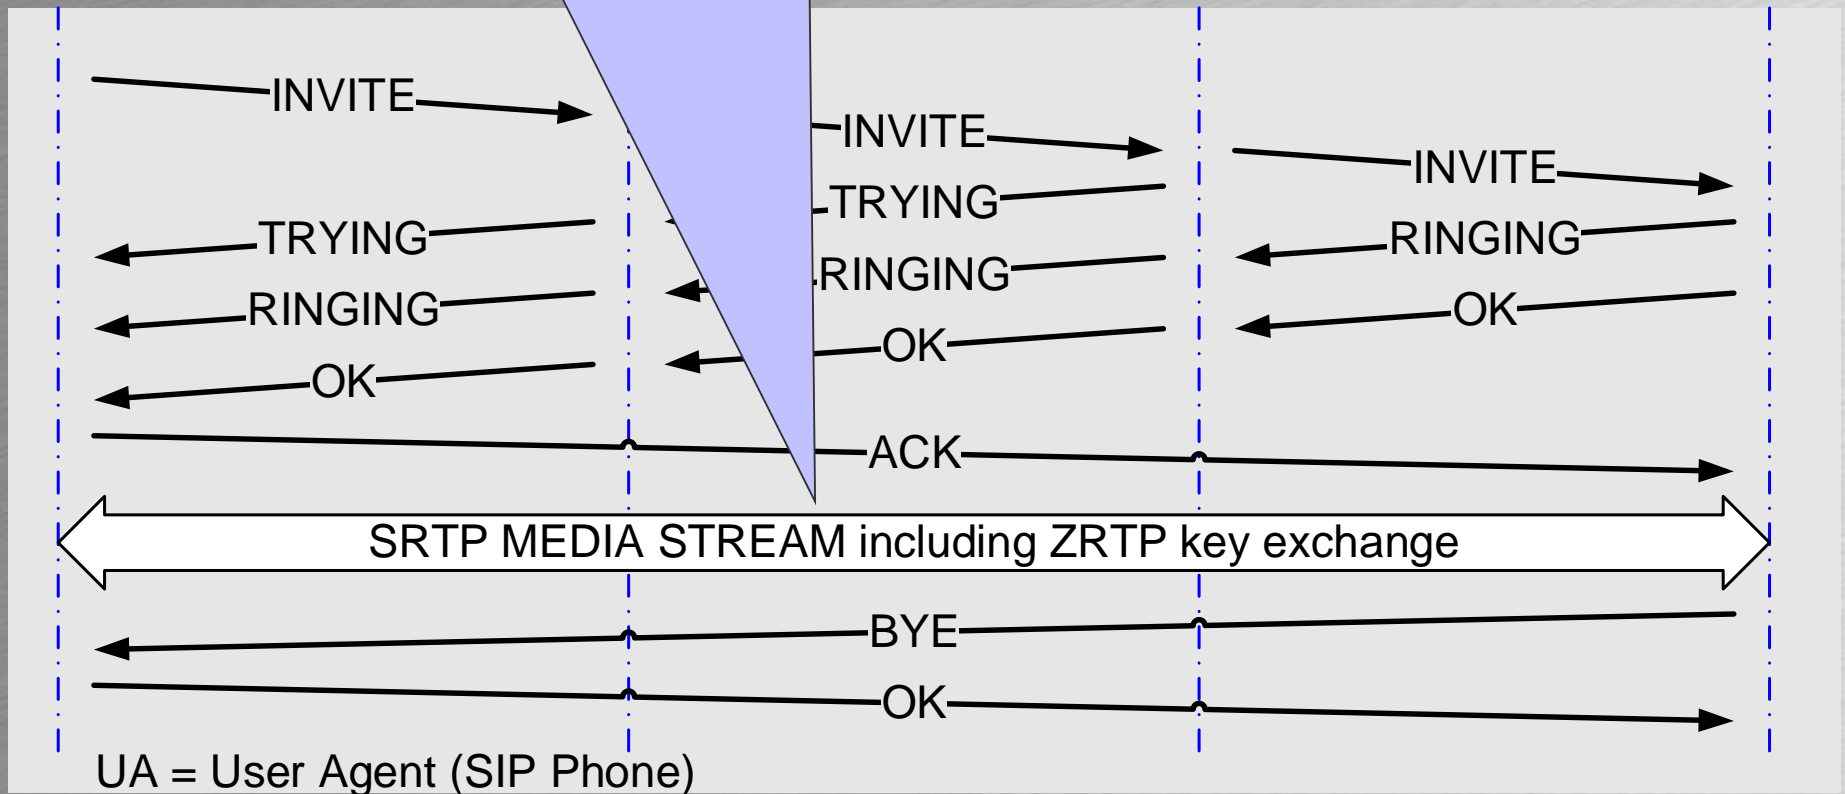 INVITE
INVITE
INVITE
TRYING
RINGING
TRYING
RINGING
OK
RINGING
OK
OK
ACK
SRTP MEDIA STREAM including ZRTP key exchange
BYE
OK
UA = User Agent (SIP Phone)